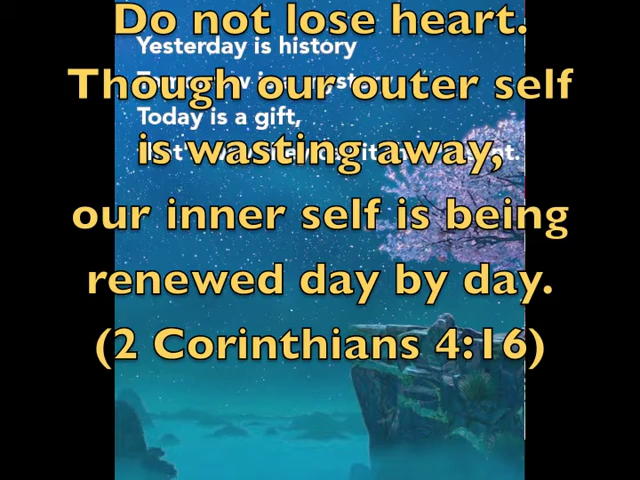 Do not lose heart.
Yesterday is history
Though our outer self
Today is a gift,
is wasting away,
our inner self is being
renewed day by day.
(2 Corinthians 4:16)